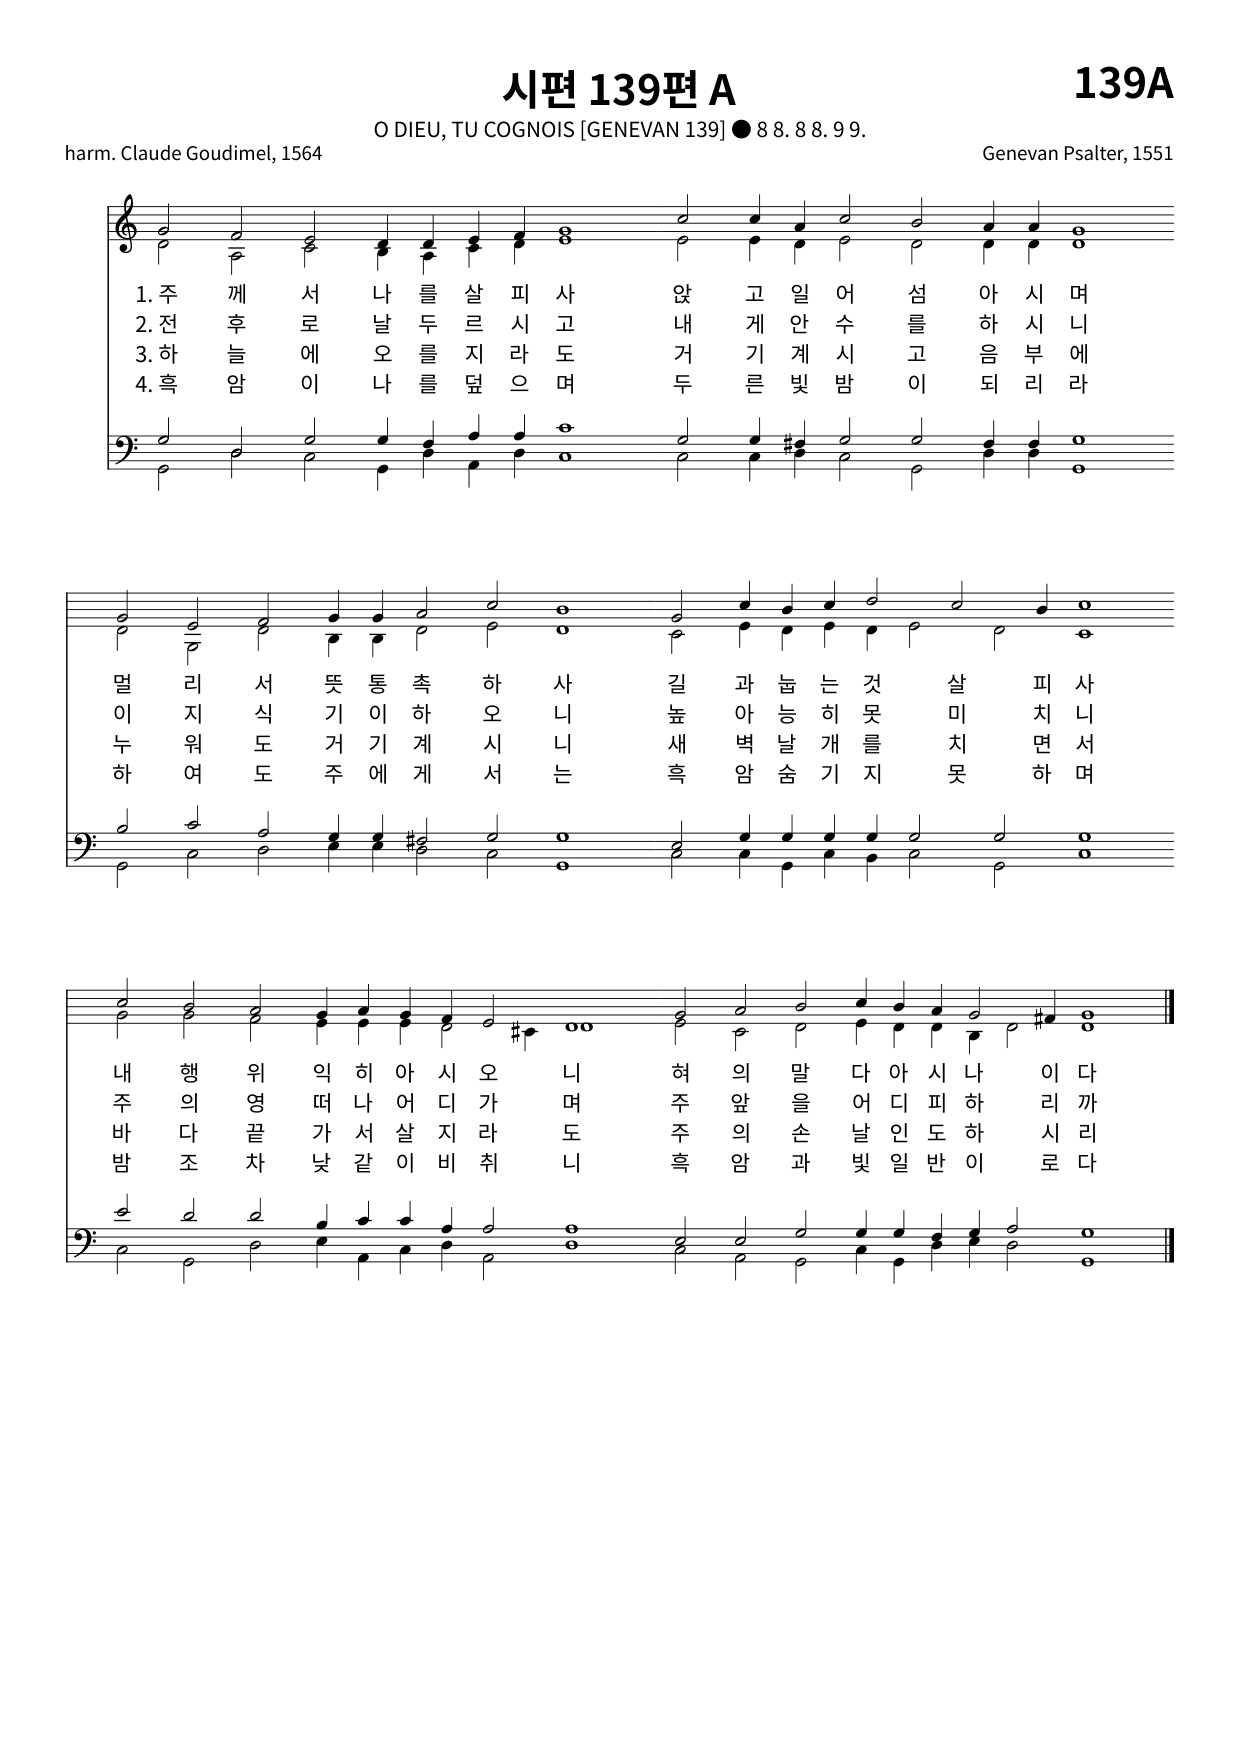 139A
시편 139편 A
O DIEU, TU COGNOIS [GENEVAN 139] ● 8 8. 8 8. 9 9.
harm. Claude Goudimel, 1564 Genevan Psalter, 1551
1. 주 께 서 나 를 살 피 사 앉 고 일 어 섬 아 시 며
2. 전 후 로 날 두 르 시 고 내 게 안 수 를 하 시 니
3. 하 늘 에 오 를 지 라 도 거 기 계 시 고 음 부 에
4. 흑 암 이 나 를 덮 으 며 두 른 빛 밤 이 되 리 라
멀 리 서 뜻 통 촉 하 사 길 과 눕 는 것 살 피 사
이 지 식 기 이 하 오 니 높 아 능 히 못 미 치 니
누 워 도 거 기 계 시 니 새 벽 날 개 를 치 면 서
하 여 도 주 에 게 서 는 흑 암 숨 기 지 못 하 며
내 행 위 익 히 아 시 오 니 혀 의 말 다 아 시 나 이 다
주 의 영 떠 나 어 디 가 며 주 앞 을 어 디 피 하 리 까
바 다 끝 가 서 살 지 라 도 주 의 손 날 인 도 하 시 리
밤 조 차 낮 같 이 비 취 니 흑 암 과 빛 일 반 이 로 다